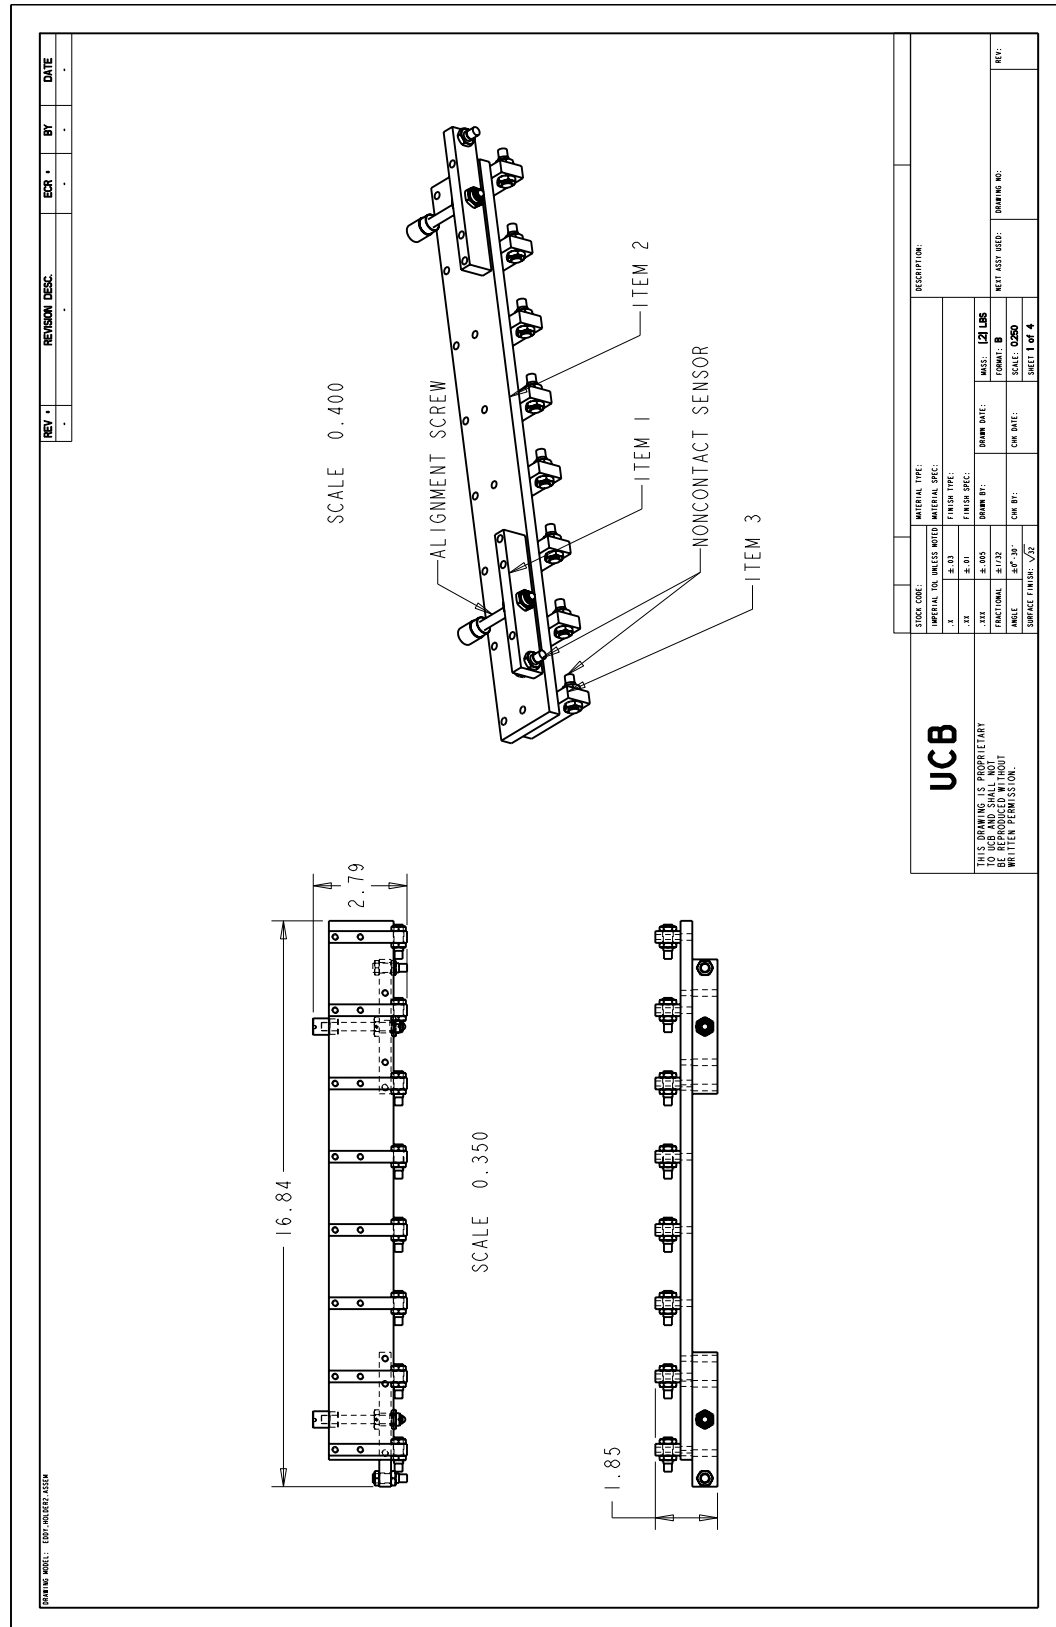 DRAWING MODEL: EDDY_HOLDER2_ASSEM
REV # REVISION DESC. ECR # BY DATE
- - - - -
16.84
2.79
SCALE 0.350
1.85
SCALE 0.400
ALIGNMENT SCREW
ITEM 2
ITEM 1
NONCONTACT SENSOR
ITEM 3
UCB
THIS DRAWING IS PROPRIETARY
TO UCB AND SHALL NOT
BE REPRODUCED WITHOUT
WRITTEN PERMISSION.
STOCK CODE: MATERIAL TYPE: DESCRIPTION:
IMPERIAL TOL UNLESS NOTED MATERIAL SPEC:
.X ±.03 FINISH TYPE:
.XX ±.01 FINISH SPEC:
.XXX ±.005 DRAWN BY: DRAWN DATE: MASS: 1.21 LBS NEXT ASSY USED: DRAWING NO: REV:
FRACTIONAL ±1/32 FORMAT: B
ANGLE ±0°-30' CHK BY: CHK DATE: SCALE: 0.250
SURFACE FINISH: √32 SHEET 1 of 4